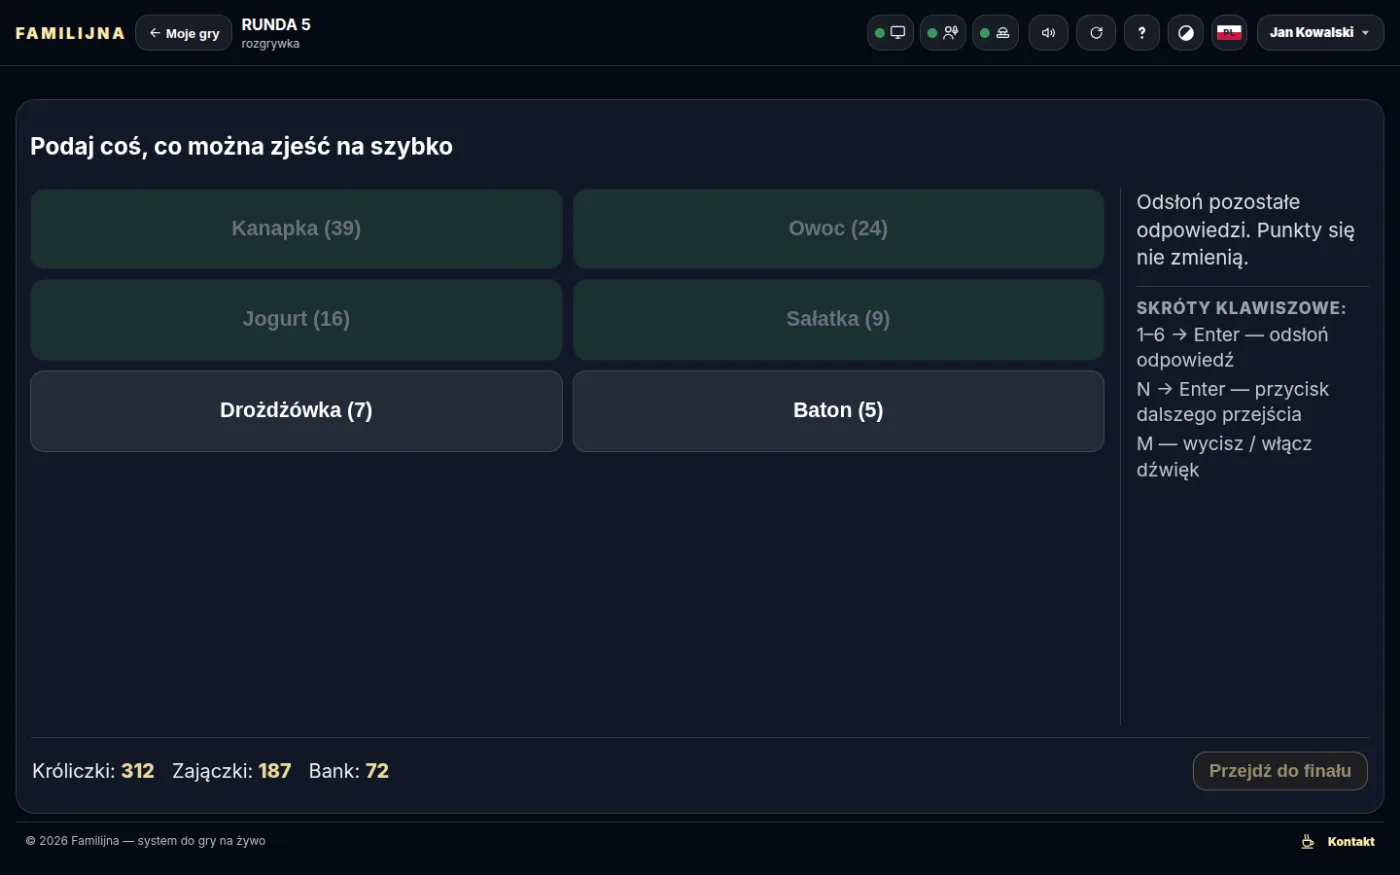 FAMILIJNA
← Moje gry
RUNDA 5
rozgrywka
?
PL
Jan Kowalski
Podaj coś, co można zjeść na szybko
Kanapka (39)
Owoc (24)
Jogurt (16)
Sałatka (9)
Drożdżówka (7)
Baton (5)
Odsłoń pozostałe
odpowiedzi. Punkty się
nie zmienią.
SKRÓTY KLAWISZOWE:
1–6 → Enter — odsłoń
odpowiedź
N → Enter — przycisk
dalszego przejścia
M — wycisz / włącz
dźwięk
Króliczki: 312 Zajączki: 187 Bank: 72
Przejdź do finału
© 2026 Familijna — system do gry na żywo
Kontakt